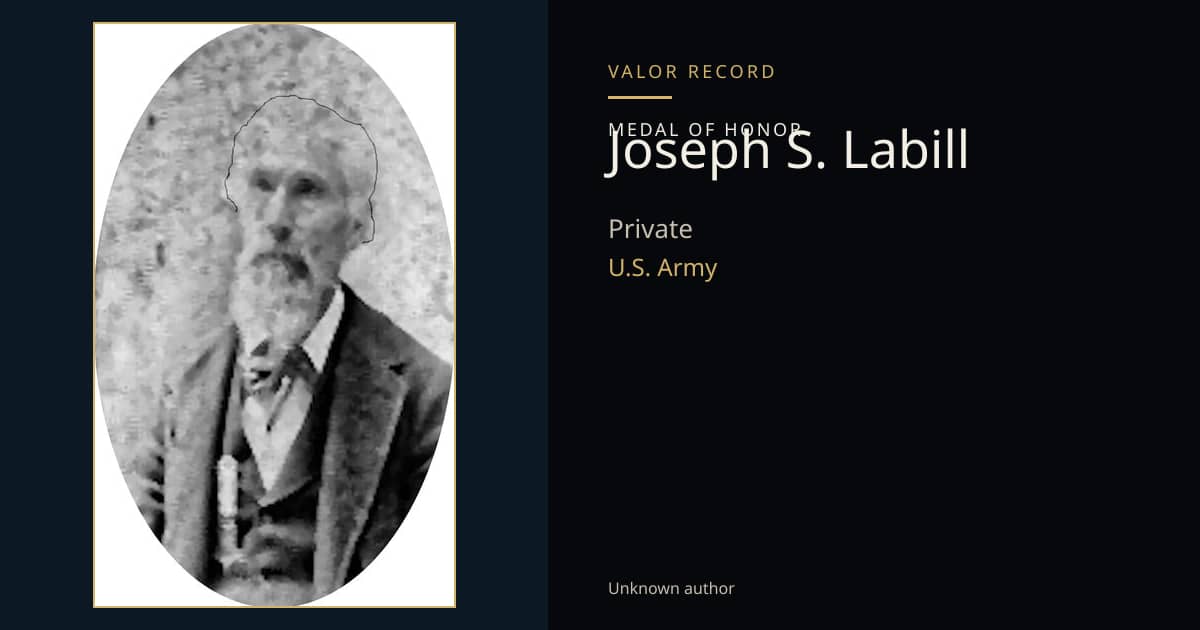 VALOR RECORD
MEDAL OF HONOR
Joseph S. Labill
Private
U.S. Army
Unknown author